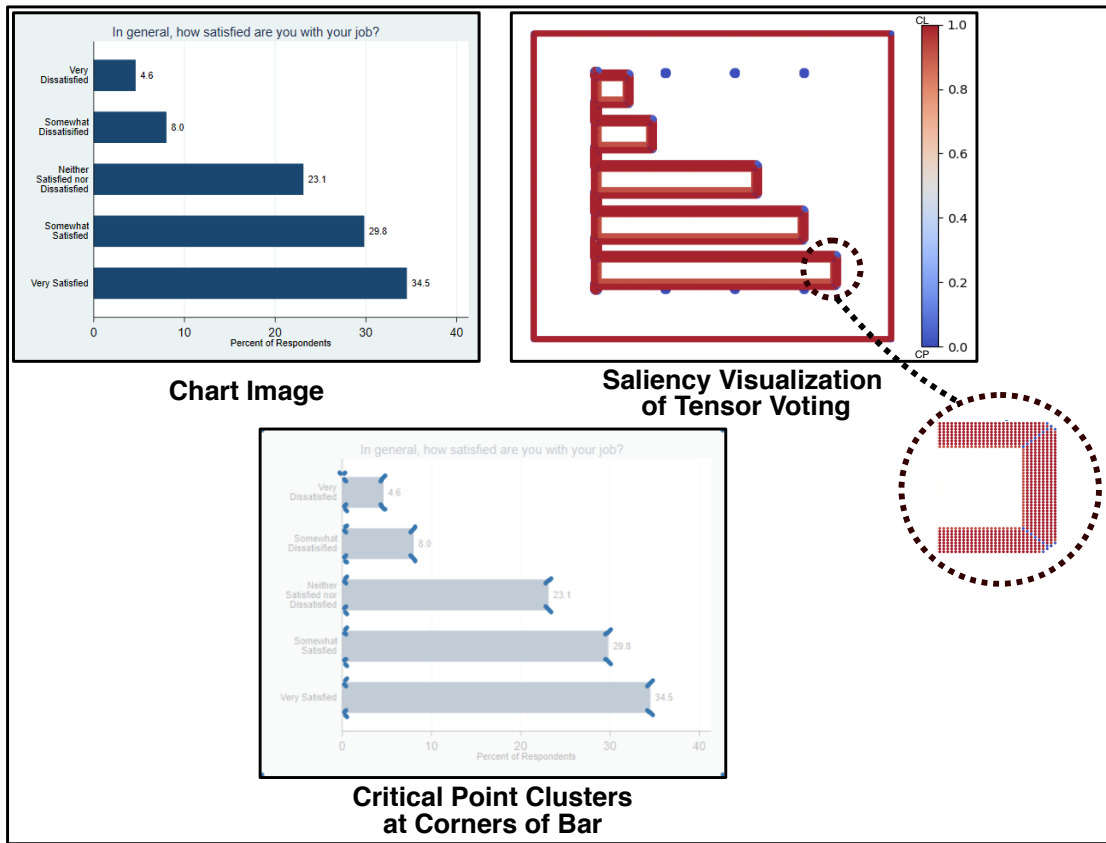 In general, how satisfied are you with your job?
Very
Dissatisfied
4.6
Somewhat
Dissatisified
8.0
Neither
Satisfied nor
Dissatisfied
23.1
Somewhat
Satisfied
29.8
Very Satisfied
34.5
0 10 20 30 40
Percent of Respondents
Chart Image
CL
1.0
0.8
0.6
0.4
0.2
0.0
CP
Saliency Visualization
of Tensor Voting
In general, how satisfied are you with your job?
Very
Dissatisfied
4.6
Somewhat
Dissatisified
8.0
Neither
Satisfied nor
Dissatisfied
23.1
Somewhat
Satisfied
29.8
Very Satisfied
34.5
0 10 20 30 40
Percent of Respondents
Critical Point Clusters
at Corners of Bar